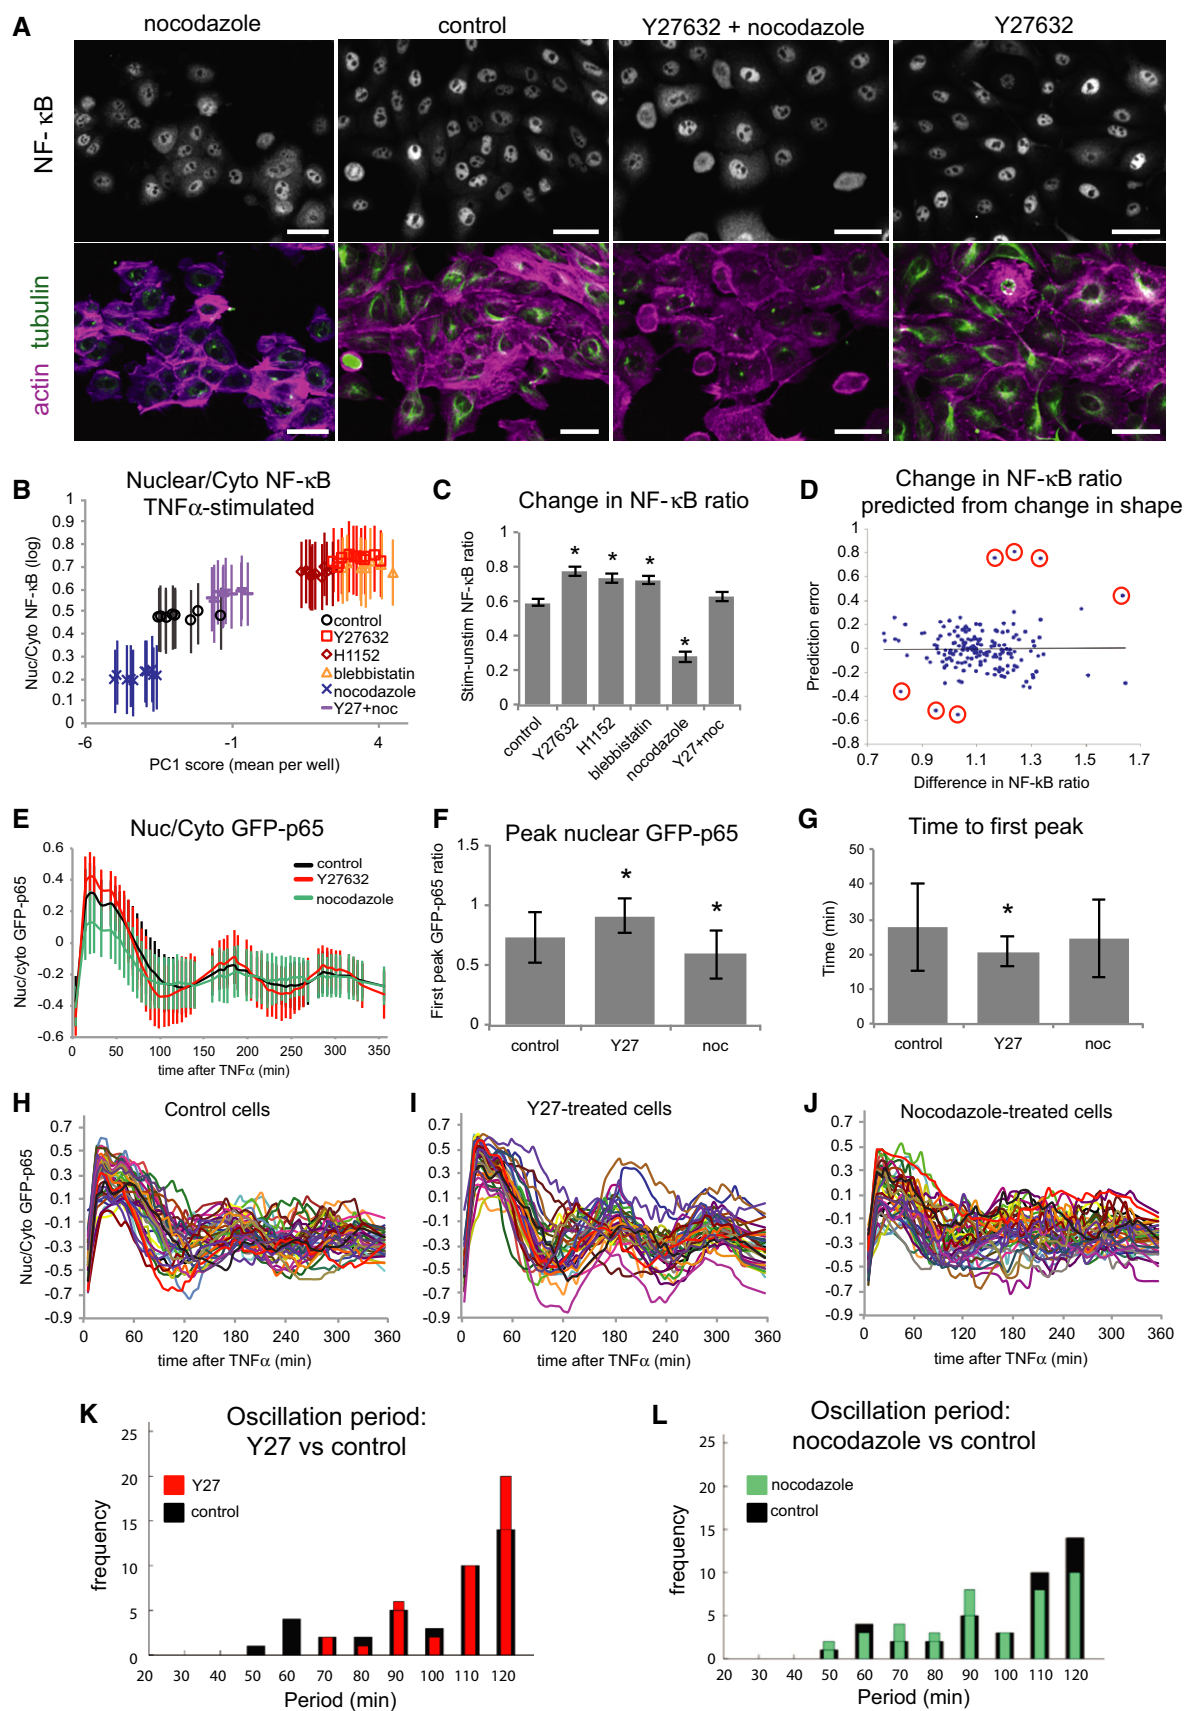 A
nocodazole
control
Y27632 + nocodazole
Y27632
NF- κB
actin tubulin
B
Nuclear/Cyto NF-κB
TNFα-stimulated
Nuc/Cyto NF-κB (log)
1
0.9
0.8
0.7
0.6
0.5
0.4
0.3
0.2
0.1
0
-6
-1
4
PC1 score (mean per well)
control
Y27632
H1152
blebbistatin
nocodazole
Y27+noc
C
Change in NF-κB ratio
Stim-unstim NF-κB ratio
1
0.8
0.6
0.4
0.2
0
*
*
*
*
control
Y27632
H1152
blebbistatin
nocodazole
Y27+noc
D
Change in NF-κB ratio
predicted from change in shape
Prediction error
1
0.8
0.6
0.4
0.2
0
-0.2
-0.4
-0.6
-0.8
0.7
0.9
1.1
1.3
1.5
1.7
Difference in NF-kB ratio
E
Nuc/Cyto GFP-p65
Nuc/cyto GFP-p65
0.6
0.4
0.2
0
-0.2
-0.4
-0.6
0
50
100
150
200
250
300
350
time after TNFα (min)
control
Y27632
nocodazole
F
Peak nuclear GFP-p65
First peak GFP-p65 ratio
1.5
1
0.5
0
*
*
control
Y27
noc
G
Time to first peak
Time (min)
50
40
30
20
10
0
*
control
Y27
noc
H
Control cells
Nuc/Cyto GFP-p65
0.7
0.5
0.3
0.1
-0.1
-0.3
-0.5
-0.7
-0.9
0
60
120
180
240
300
360
time after TNFα (min)
I
Y27-treated cells
0.7
0.5
0.3
0.1
-0.1
-0.3
-0.5
-0.7
-0.9
0
60
120
180
240
300
360
time after TNFα (min)
J
Nocodazole-treated cells
0.7
0.5
0.3
0.1
-0.1
-0.3
-0.5
-0.7
-0.9
0
60
120
180
240
300
360
time after TNFα (min)
K
Oscillation period:
Y27 vs control
frequency
25
20
15
10
5
0
Y27
control
20
30
40
50
60
70
80
90
100
110
120
Period (min)
L
Oscillation period:
nocodazole vs control
frequency
25
20
15
10
5
0
nocodazole
control
20
30
40
50
60
70
80
90
100
110
120
Period (min)